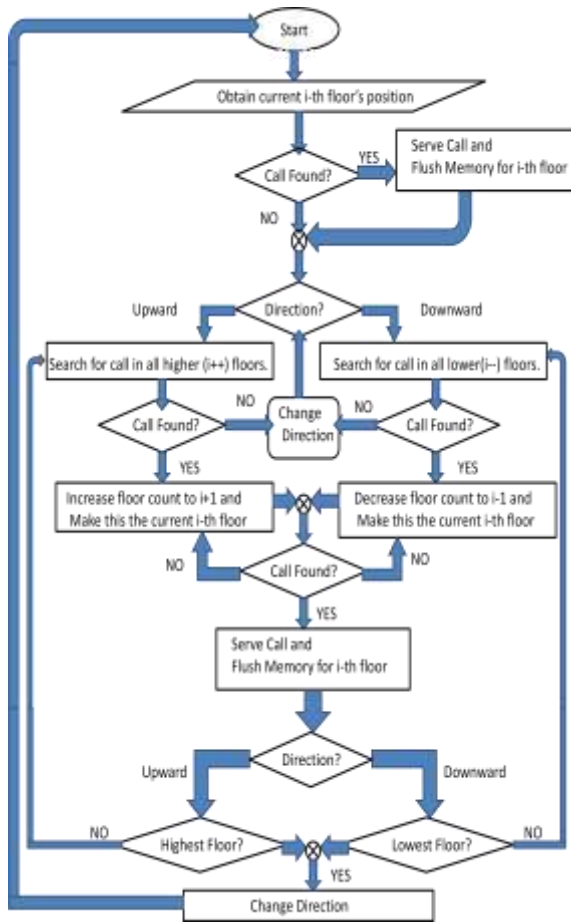 Start
Obtain current i-th floor's position
YES
Serve Call and
Flush Memory for i-th floor
Call Found?
NO
Upward
Direction?
Downward
Search for call in all higher (i++) floors.
Search for call in all lower(i--) floors.
NO
Change
Direction
NO
Call Found?
Call Found?
YES
YES
Increase floor count to i+1 and
Make this the current i-th floor
Decrease floor count to i-1 and
Make this the current i-th floor
NO
Call Found?
NO
YES
Serve Call and
Flush Memory for i-th floor
Direction?
Upward
Downward
NO
Highest Floor?
Lowest Floor?
NO
YES
Change Direction